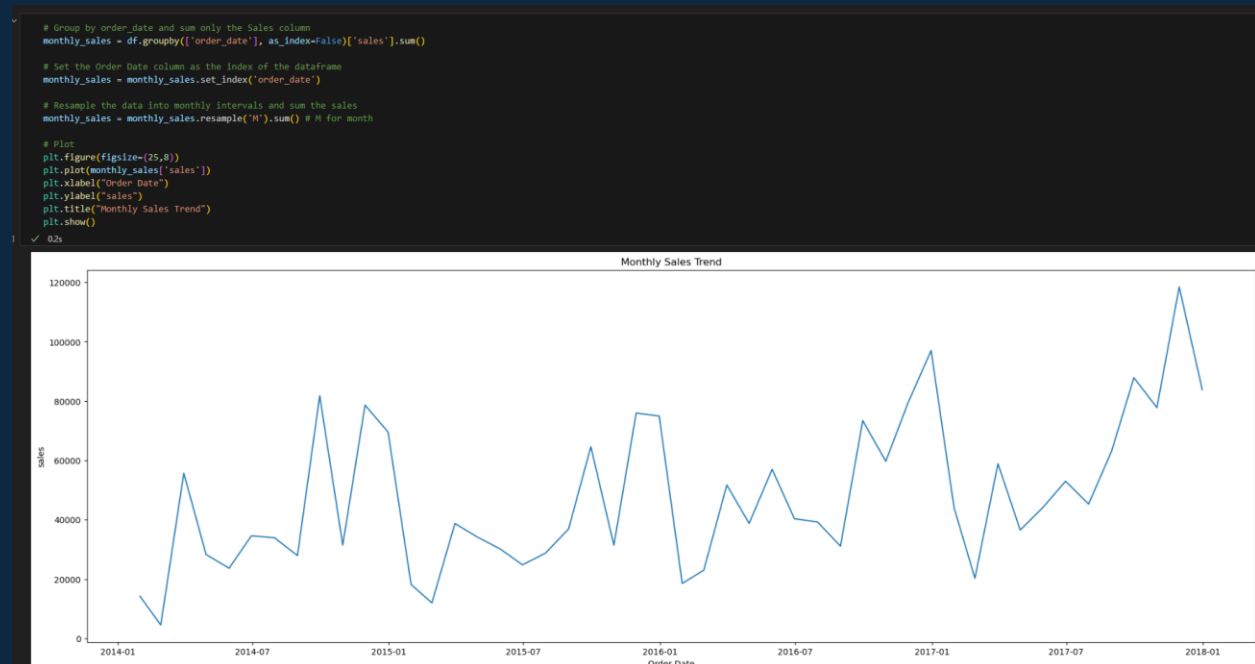 # Group by order_date and sum only the Sales column
monthly_sales = df.groupby(['order_date'], as_index=False)['sales'].sum()
# Set the Order Date column as the index of the dataframe
monthly_sales = monthly_sales.set_index('order_date')
# Resample the data into monthly intervals and sum the sales
monthly_sales = monthly_sales.resample('M').sum() # M for month
# Plot
plt.figure(figsize=(25,8))
plt.plot(monthly_sales['sales'])
plt.xlabel("Order Date")
plt.ylabel("sales")
plt.title("Monthly Sales Trend")
plt.show()
✓ 0.2s
Monthly Sales Trend
120000
100000
80000
sales
60000
40000
20000
0
2014-01 2014-07 2015-01 2015-07 2016-01 2016-07 2017-01 2017-07 2018-01
Order Date